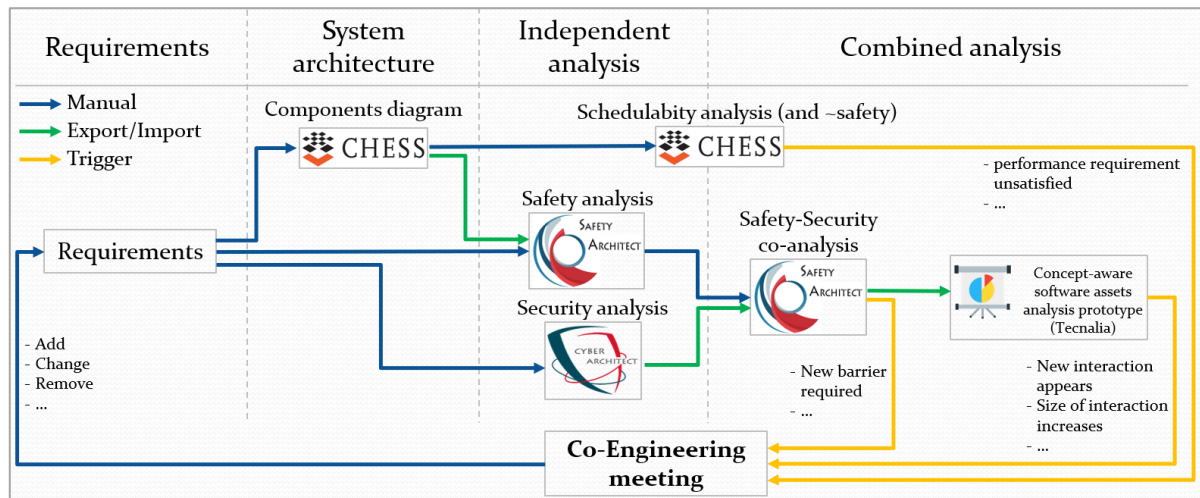 Requirements
System
architecture
Independent
analysis
Combined analysis
Manual
Export/Import
Trigger
Components diagram
CHESS
Schedulabity analysis (and ~safety)
CHESS
- performance requirement
unsatisfied
- ...
Safety analysis
SAFETY
ARCHITECT
Safety-Security
co-analysis
SAFETY
ARCHITECT
Requirements
Concept-aware
software assets
analysis prototype
(Tecnalia)
Security analysis
CYBER
ARCHITECT
- Add
- Change
- Remove
- ...
- New barrier
required
- ...
- New interaction
appears
- Size of interaction
increases
- ...
Co-Engineering
meeting